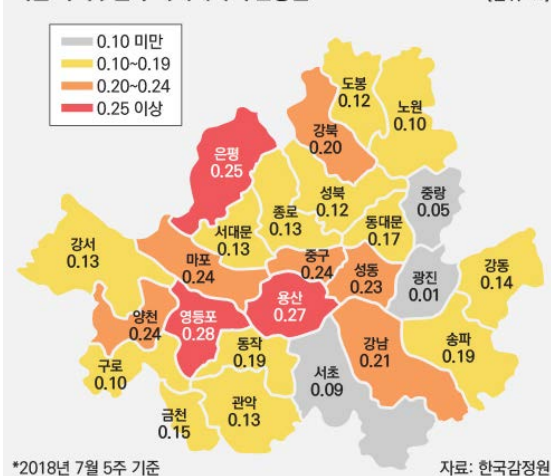 0.10 미만
0.10~0.19
0.20~0.24
0.25 이상
도봉
0.12
노원
0.10
강북
0.20
은평
0.25
성북
0.12
중랑
0.05
종로
0.13
동대문
0.17
서대문
0.13
강서
0.13
마포
0.24
중구
0.24
성동
0.23
광진
0.01
강동
0.14
양천
0.24
영등포
0.28
용산
0.27
동작
0.19
강남
0.21
송파
0.19
구로
0.10
서초
0.09
금천
0.15
관악
0.13
*2018년 7월 5주 기준
자료: 한국감정원